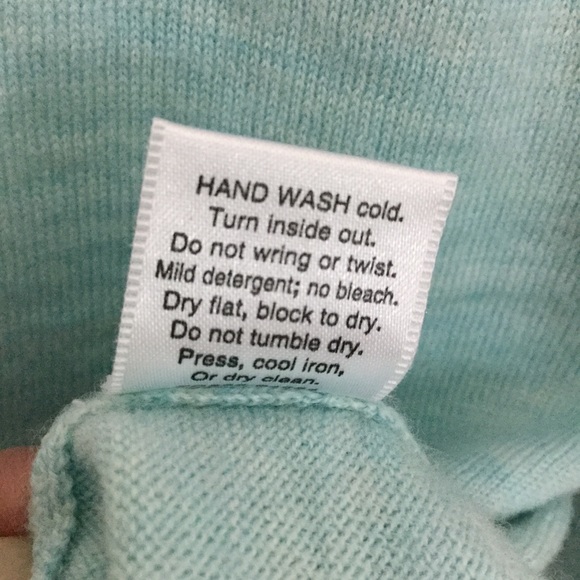 HAND WASH cold.
Turn inside out.
Do not wring or twist.
Mild detergent; no bleach.
Dry flat, block to dry.
Do not tumble dry.
Press, cool iron,
Or dry clean.